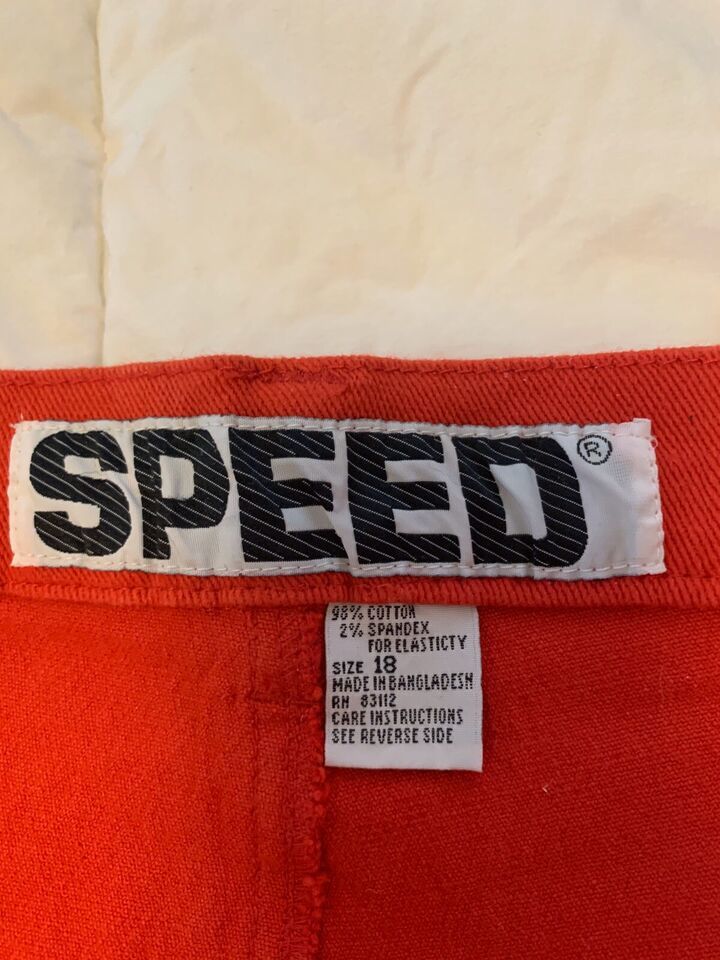 SPEED®
98% COTTON
2% SPANDEX
FOR ELASTICTY
SIZE 18
MADE IN BANGLADESH
RN 83112
CARE INSTRUCTIONS
SEE REVERSE SIDE